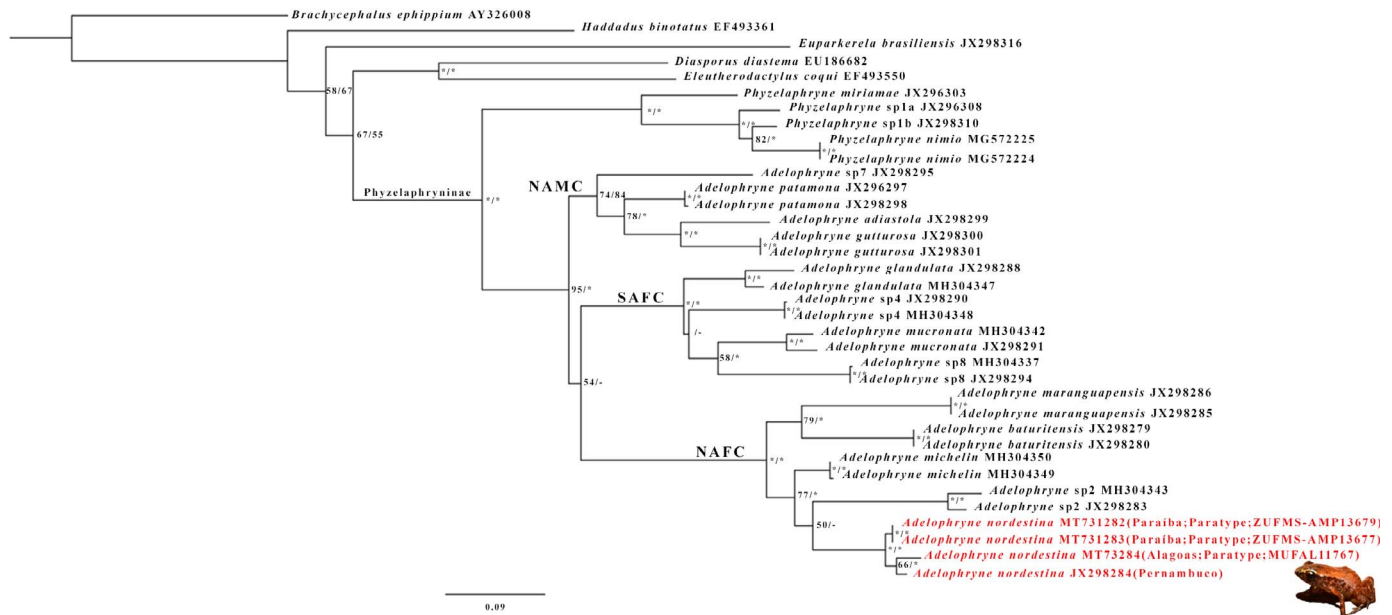 Brachycephalus ephippium AY326008
Haddadus binotatus EF493361
Euparkerela brasiliensis JX298316
Diasporus diastema EU186682
*/*
Eleutherodactylus coqui EF493550
58/67
Phyzelaphryne miriamae JX296303
*/*
Phyzelaphryne sp1a JX296308
*/*
Phyzelaphryne sp1b JX298310
67/55
82/*
Phyzelaphryne nimio MG572225
*/*
Phyzelaphryne nimio MG572224
Adelophryne sp7 JX298295
Phyzelaphryninae
*/*
NAMC
74/84
Adelophryne patamona JX296297
*/*
Adelophryne patamona JX298298
78/*
Adelophryne adiastola JX298299
*/*
Adelophryne gutturosa JX298300
*/*
Adelophryne gutturosa JX298301
Adelophryne glandulata JX298288
*/*
Adelophryne glandulata MH304347
95/*
SAFC
*/*
Adelophryne sp4 JX298290
*/*
Adelophryne sp4 MH304348
/-
Adelophryne mucronata MH304342
*/*
Adelophryne mucronata JX298291
58/*
Adelophryne sp8 MH304337
*/*
Adelophryne sp8 JX298294
54/-
Adelophryne maranguapensis JX298286
*/*
Adelophryne maranguapensis JX298285
79/*
Adelophryne baturitensis JX298279
*/*
Adelophryne baturitensis JX298280
NAFC
*/*
Adelophryne michelin MH304350
*/*
Adelophryne michelin MH304349
77/*
Adelophryne sp2 MH304343
*/*
Adelophryne sp2 JX298283
50/-
Adelophryne nordestina MT731282(Paraíba;Paratype;ZUFMS-AMP13679)
*/*
Adelophryne nordestina MT731283(Paraíba;Paratype;ZUFMS-AMP13677)
*/*
Adelophryne nordestina MT73284(Alagoas;Paratype;MUFAL11767)
66/*
Adelophryne nordestina JX298284(Pernambuco)
0.09